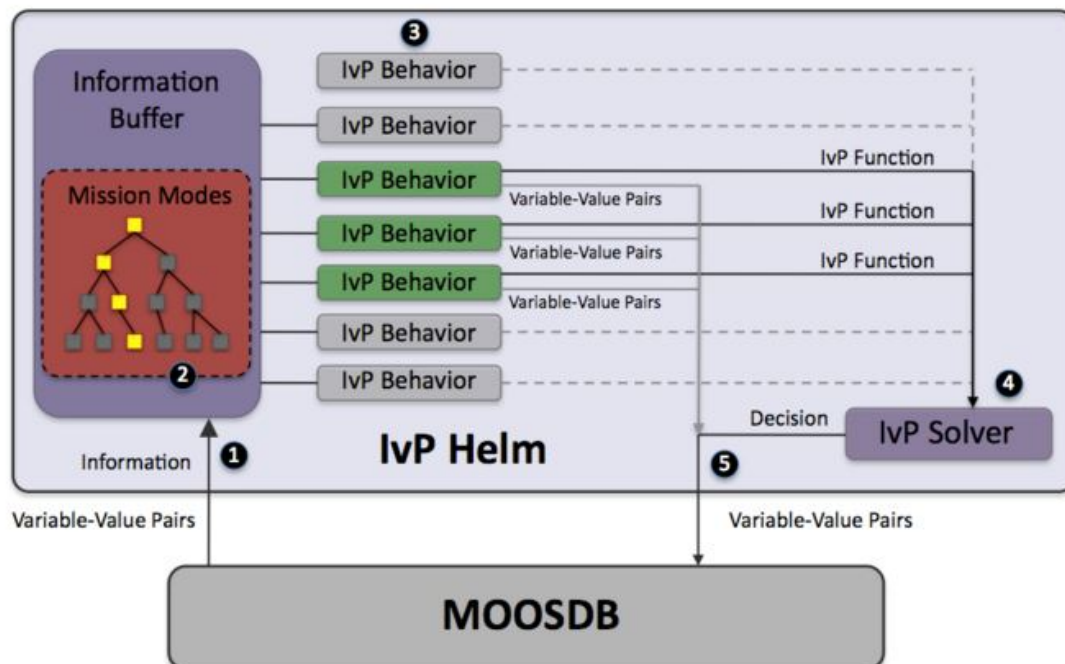 3
IvP Behavior
Information
Buffer
IvP Behavior
IvP Function
IvP Behavior
Mission Modes
Variable-Value Pairs
IvP Function
IvP Behavior
Variable-Value Pairs
IvP Function
IvP Behavior
Variable-Value Pairs
IvP Behavior
2
IvP Behavior
4
Decision
IvP Solver
IvP Helm
1
Information
5
Variable-Value Pairs
Variable-Value Pairs
MOOSDB